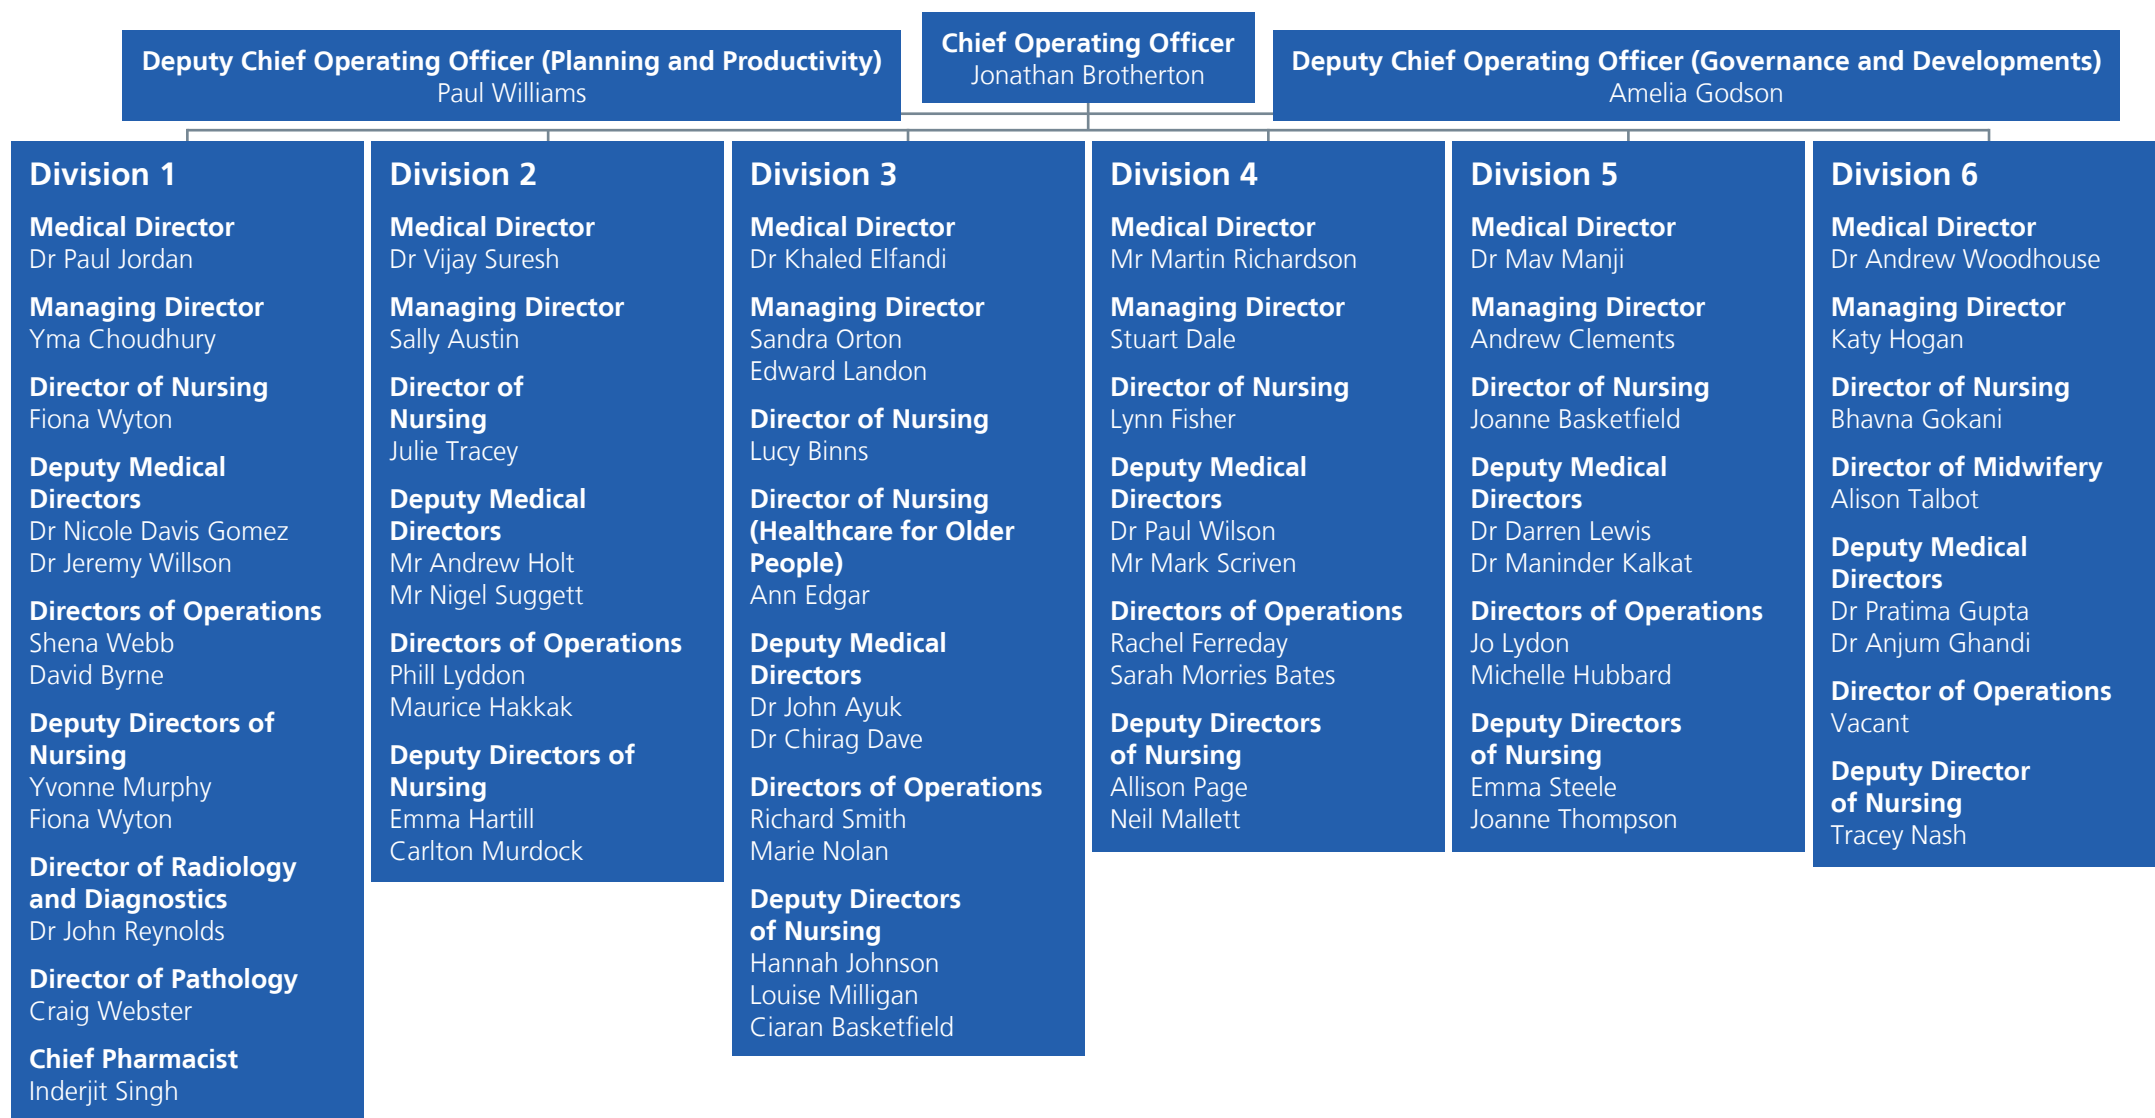 Deputy Chief Operating Officer (Planning and Productivity)
Paul Williams
Chief Operating Officer
Jonathan Brotherton
Deputy Chief Operating Officer (Governance and Developments)
Amelia Godson
Division 1
Medical Director
Dr Paul Jordan
Managing Director
Yma Choudhury
Director of Nursing
Fiona Wyton
Deputy Medical
Directors
Dr Nicole Davis Gomez
Dr Jeremy Willson
Directors of Operations
Shena Webb
David Byrne
Deputy Directors of
Nursing
Yvonne Murphy
Fiona Wyton
Director of Radiology
and Diagnostics
Dr John Reynolds
Director of Pathology
Craig Webster
Chief Pharmacist
Inderjit Singh
Division 2
Medical Director
Dr Vijay Suresh
Managing Director
Sally Austin
Director of
Nursing
Julie Tracey
Deputy Medical
Directors
Mr Andrew Holt
Mr Nigel Suggett
Directors of Operations
Phill Lyddon
Maurice Hakkak
Deputy Directors of
Nursing
Emma Hartill
Carlton Murdock
Division 3
Medical Director
Dr Khaled Elfandi
Managing Director
Sandra Orton
Edward Landon
Director of Nursing
Lucy Binns
Director of Nursing
(Healthcare for Older
People)
Ann Edgar
Deputy Medical
Directors
Dr John Ayuk
Dr Chirag Dave
Directors of Operations
Richard Smith
Marie Nolan
Deputy Directors
of Nursing
Hannah Johnson
Louise Milligan
Ciaran Basketfield
Division 4
Medical Director
Mr Martin Richardson
Managing Director
Stuart Dale
Director of Nursing
Lynn Fisher
Deputy Medical
Directors
Dr Paul Wilson
Mr Mark Scriven
Directors of Operations
Rachel Ferreday
Sarah Morries Bates
Deputy Directors
of Nursing
Allison Page
Neil Mallett
Division 5
Medical Director
Dr Mav Manji
Managing Director
Andrew Clements
Director of Nursing
Joanne Basketfield
Deputy Medical
Directors
Dr Darren Lewis
Dr Maninder Kalkat
Directors of Operations
Jo Lydon
Michelle Hubbard
Deputy Directors
of Nursing
Emma Steele
Joanne Thompson
Division 6
Medical Director
Dr Andrew Woodhouse
Managing Director
Katy Hogan
Director of Nursing
Bhavna Gokani
Director of Midwifery
Alison Talbot
Deputy Medical
Directors
Dr Pratima Gupta
Dr Anjum Ghandi
Director of Operations
Vacant
Deputy Director
of Nursing
Tracey Nash